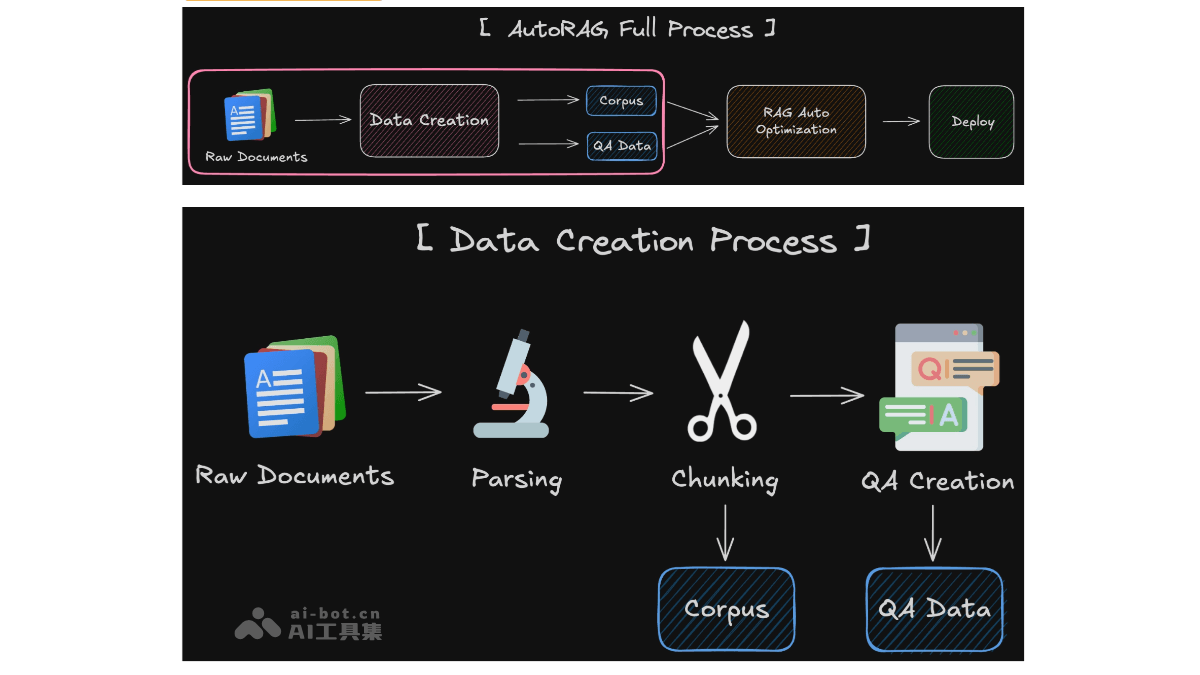 [ AutoRAG Full Process ]
Raw Documents
Data Creation
Corpus
QA Data
RAG Auto
Optimization
Deploy
[ Data Creation Process ]
A
Q
A
Raw Documents
Parsing
Chunking
QA Creation
Corpus
QA Data
ai-bot.cn
AI工具集